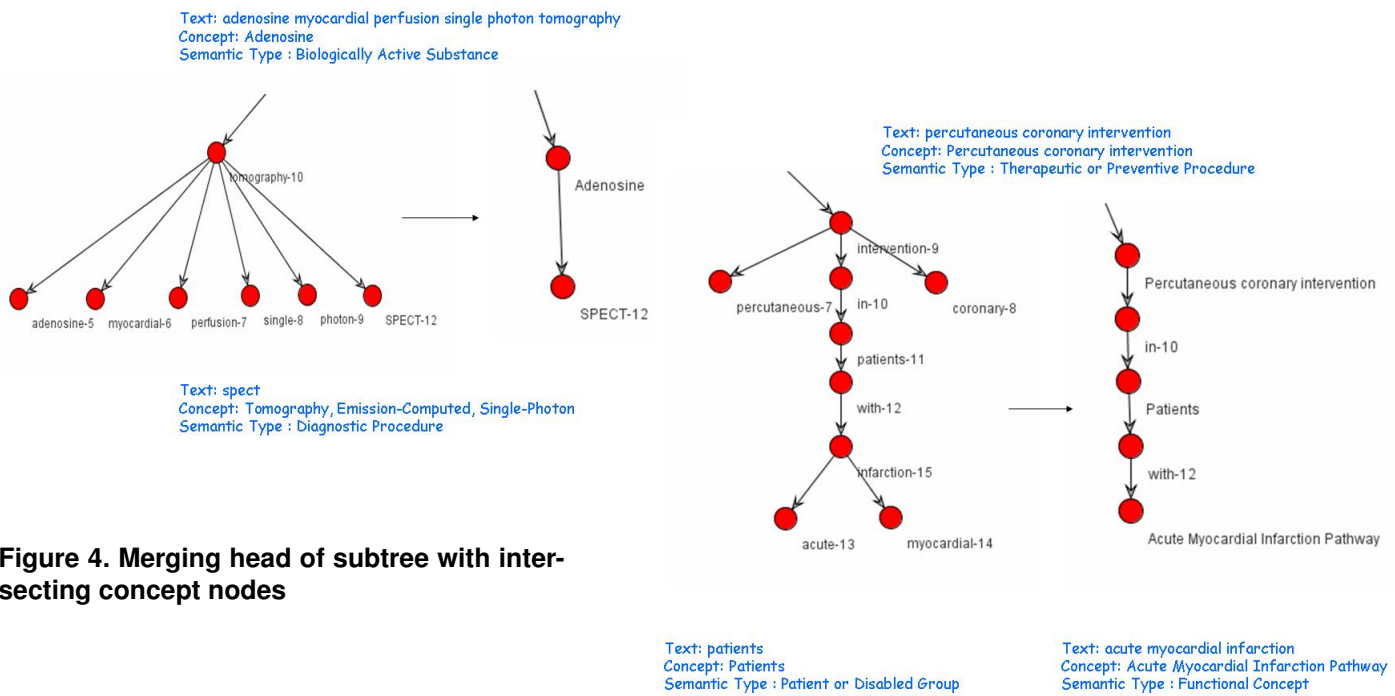 Text: adenosine myocardial perfusion single photon tomography
Concept: Adenosine
Semantic Type : Biologically Active Substance
tomography-10
adenosine-5
myocardial-6
perfusion-7
single-8
photon-9
SPECT-12
Adenosine
SPECT-12
Text: spect
Concept: Tomography, Emission-Computed, Single-Photon
Semantic Type : Diagnostic Procedure
Figure 4. Merging head of subtree with inter-
secting concept nodes
Text: percutaneous coronary intervention
Concept: Percutaneous coronary intervention
Semantic Type : Therapeutic or Preventive Procedure
intervention-9
percutaneous-7
in-10
coronary-8
patients-11
with-12
infarction-15
acute-13
myocardial-14
Percutaneous coronary intervention
in-10
Patients
with-12
Acute Myocardial Infarction Pathway
Text: patients
Concept: Patients
Semantic Type : Patient or Disabled Group
Text: acute myocardial infarction
Concept: Acute Myocardial Infarction Pathway
Semantic Type : Functional Concept